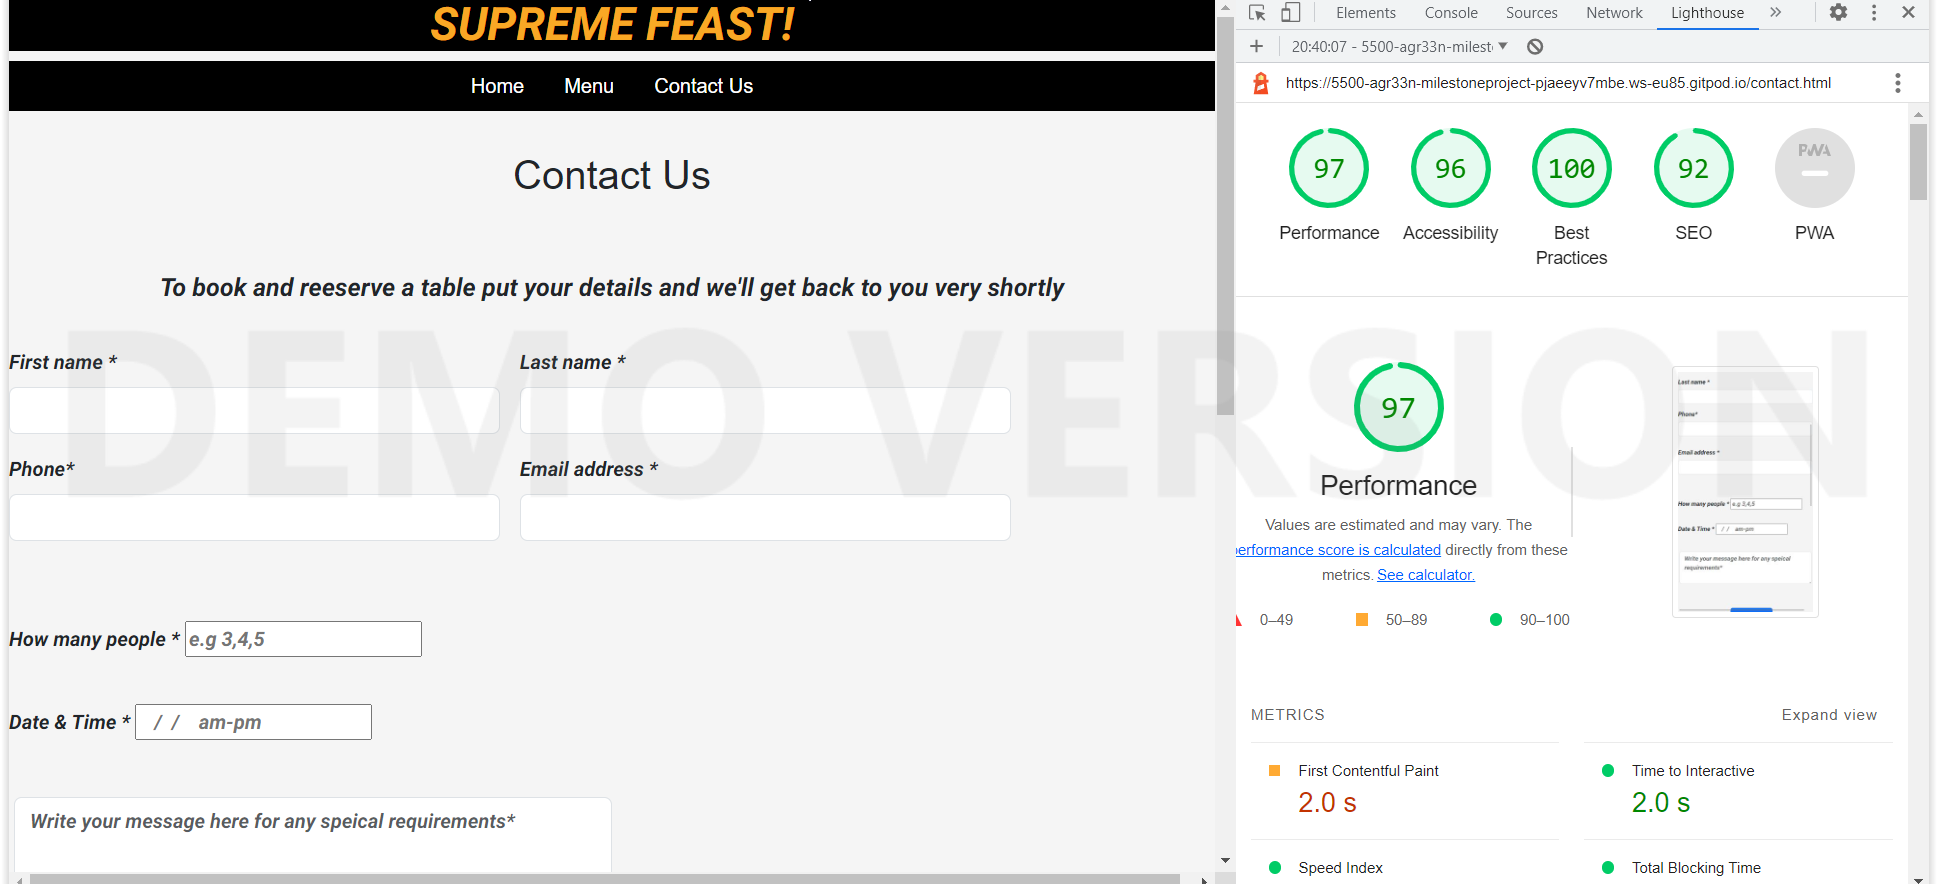 SUPREME FEAST!
Home Menu Contact Us
Contact Us
To book and reeserve a table put your details and we'll get back to you very shortly
First name * Last name *
Phone* Email address *
How many people * e.g 3,4,5
Date & Time * / / am-pm
Write your message here for any speical requirements*
DEMO VERSION
Elements Console Sources Network Lighthouse
20:40:07 - 5500-agr33n-milest
https://5500-agr33n-milestoneproject-pjaeeyv7mbe.ws-eu85.gitpod.io/contact.html
97 96 100 92 PWA
Performance Accessibility Best Practices SEO PWA
97
Performance
Values are estimated and may vary. The
performance score is calculated directly from these
metrics. See calculator.
0–49 50–89 90–100
Last name *
Phone*
Email address *
How many people * e.g 3,4,5
Date & Time * / / am-pm
Write your message here for any speical
requirements*
METRICS Expand view
First Contentful Paint Time to Interactive
2.0 s 2.0 s
Speed Index Total Blocking Time